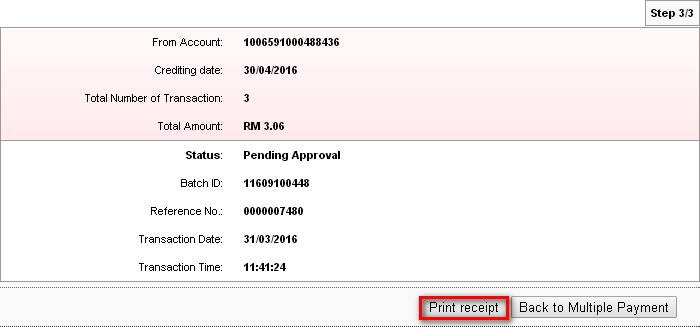 Step 3/3
From Account: 1006591000488436
Crediting date: 30/04/2016
Total Number of Transaction: 3
Total Amount: RM 3.06
Status: Pending Approval
Batch ID: 11609100448
Reference No.: 0000007480
Transaction Date: 31/03/2016
Transaction Time: 11:41:24
Print receipt Back to Multiple Payment